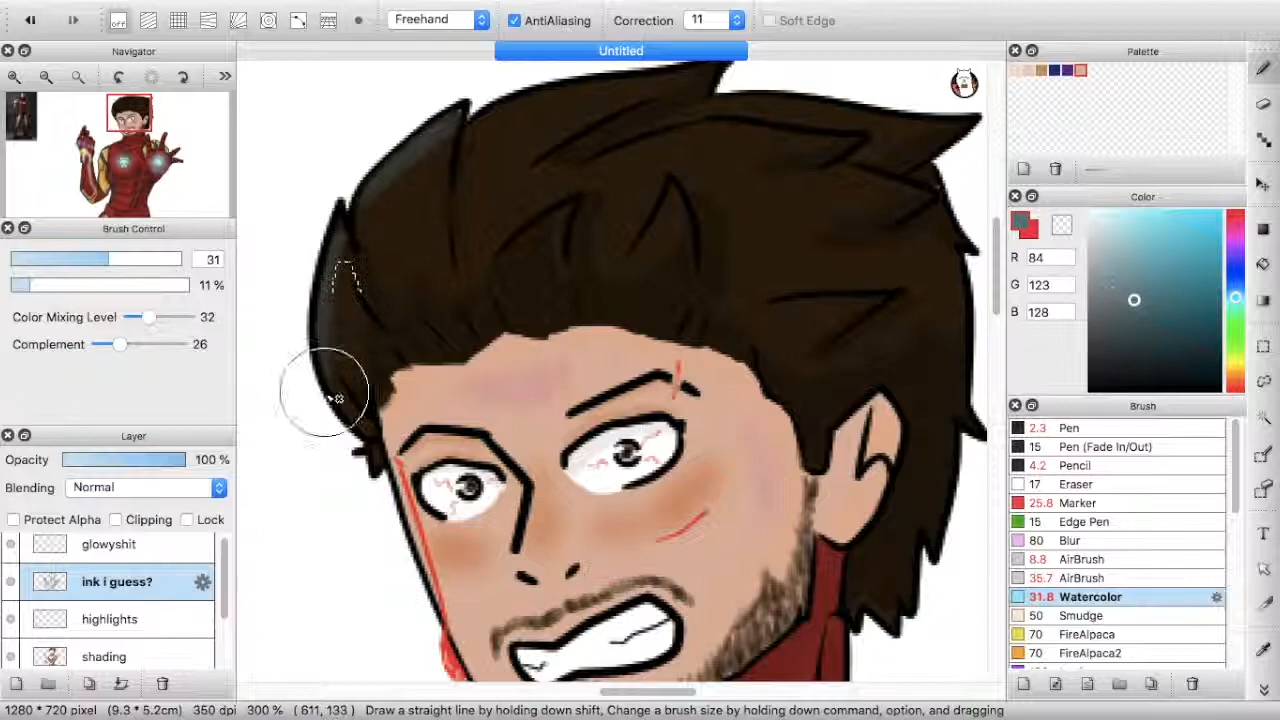 off
Freehand
AntiAliasing
Correction
11
Soft Edge
Navigator
Untitled
Palette
Brush Control
31
11 %
Color Mixing Level
32
Complement
26
Color
R
84
G
123
B
128
Layer
Opacity
100 %
Blending
Normal
Protect Alpha
Clipping
Lock
glowyshit
ink i guess?
highlights
shading
Brush
2.3 Pen
15 Pen (Fade In/Out)
4.2 Pencil
17 Eraser
25.8 Marker
15 Edge Pen
80 Blur
8.8 AirBrush
35.7 AirBrush
31.8 Watercolor
50 Smudge
70 FireAlpaca
70 FireAlpaca2
T
1280 * 720 pixel (9.3 * 5.2cm) 350 dpi 300 % ( 611, 133 ) Draw a straight line by holding down shift, Change a brush size by holding down command, option, and dragging